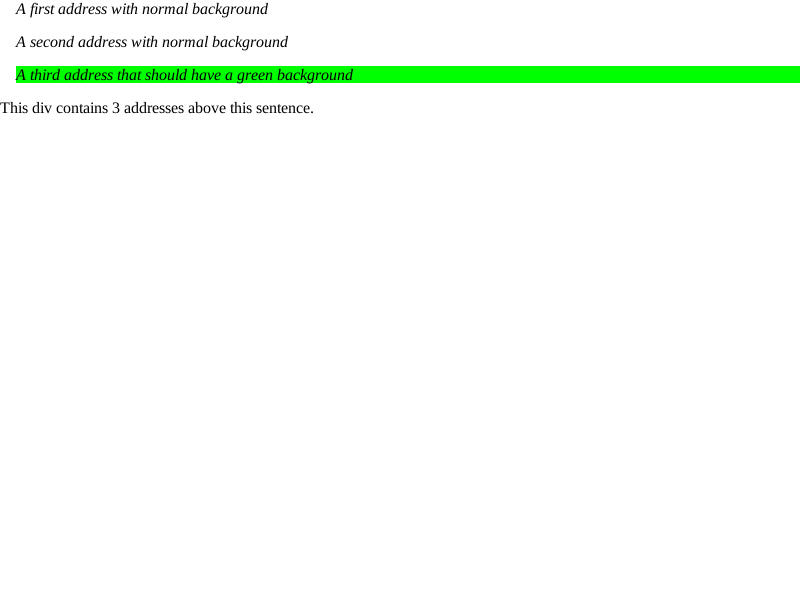 A first address with normal background
A second address with normal background
A third address that should have a green background
This div contains 3 addresses above this sentence.